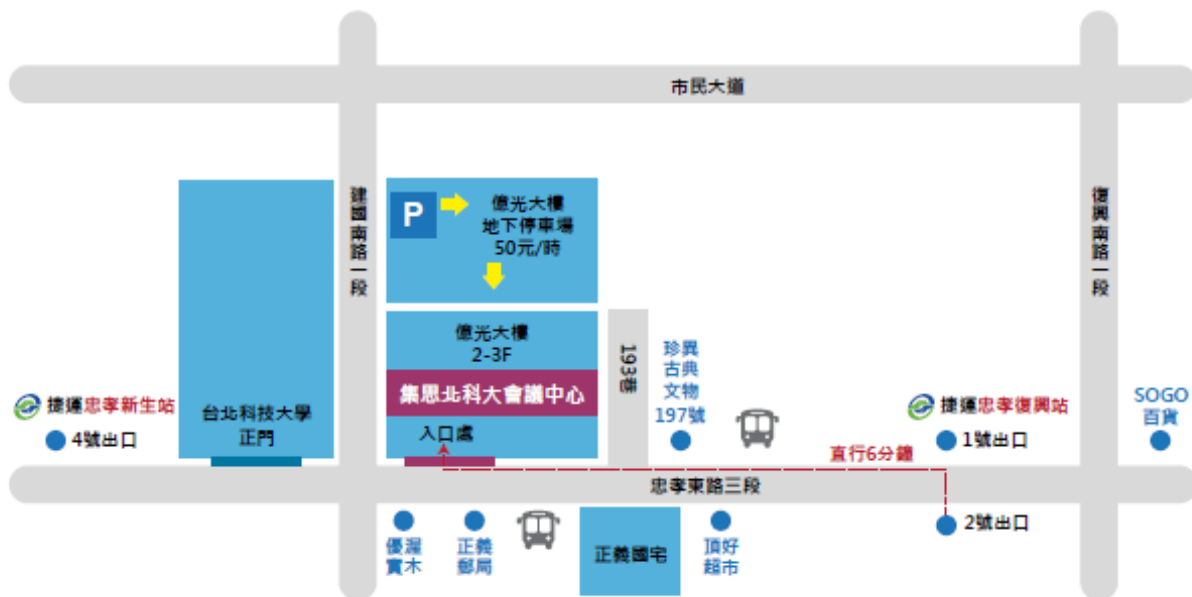 市民大道
建國南路一段
復興南路一段
P
億光大樓
地下停車場
50元/時
億光大樓
2-3F
集思北科大會議中心
入口處
193巷
珍異
古典
文物
197號
捷運忠孝新生站
4號出口
台北科技大學
正門
捷運忠孝復興站
1號出口
SOGO
百貨
直行6分鐘
忠孝東路三段
2號出口
優渥
實木
正義
郵局
正義國宅
頂好
超市